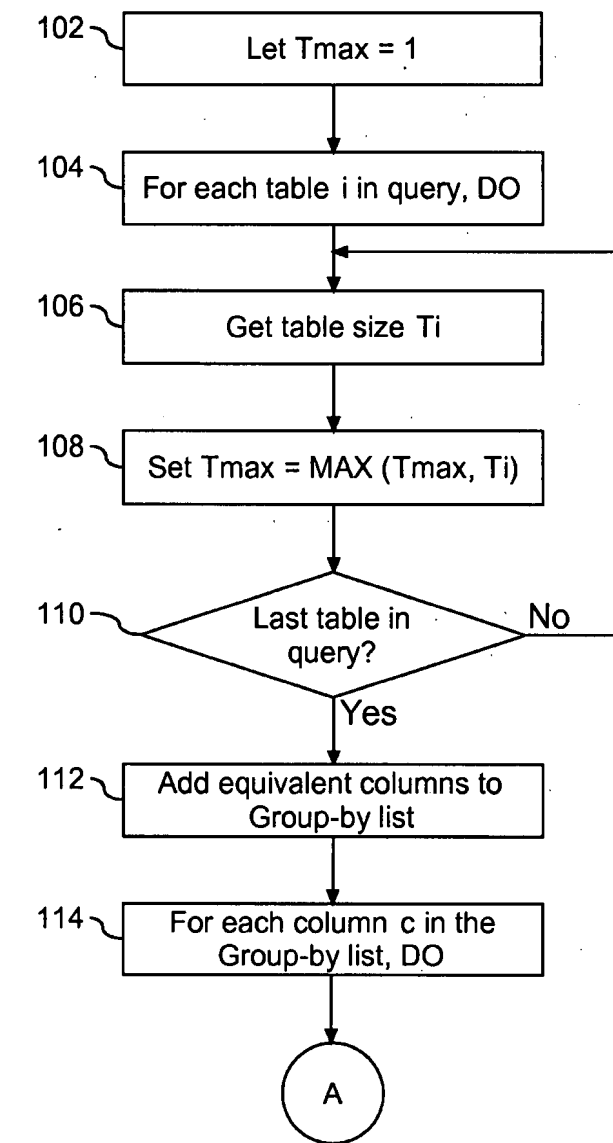 102
Let Tmax = 1
104
For each table i in query, DO
106
Get table size Ti
108
Set Tmax = MAX (Tmax, Ti)
110
Last table in
query?
No
Yes
112
Add equivalent columns to
Group-by list
114
For each column c in the
Group-by list, DO
A